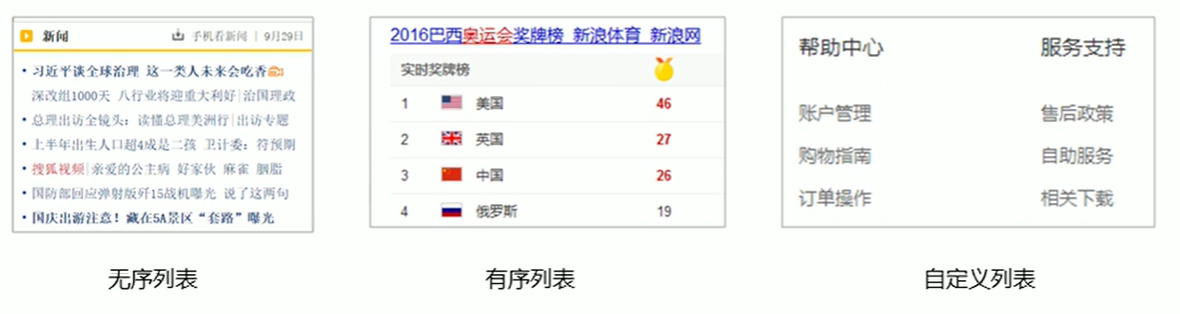 新闻 手机看新闻 | 9月29日
• 习近平谈全球治理 这一类人未来会吃香
深改组1000天 八行业将迎重大利好|治国理政
• 总理出访全镜头：读懂总理美洲行|出访专题
• 上半年出生人口超4成是二孩 卫计委：符预期
• 搜狐视频|亲爱的公主病 好家伙 麻雀 胭脂
• 国防部回应弹射版歼15战机曝光 说了这两句
• 国庆出游注意！藏在5A景区“套路”曝光
无序列表
2016巴西奥运会奖牌榜_新浪体育_新浪网
实时奖牌榜
1 美国 46
2 英国 27
3 中国 26
4 俄罗斯 19
有序列表
帮助中心 服务支持
账户管理 售后政策
购物指南 自助服务
订单操作 相关下载
自定义列表